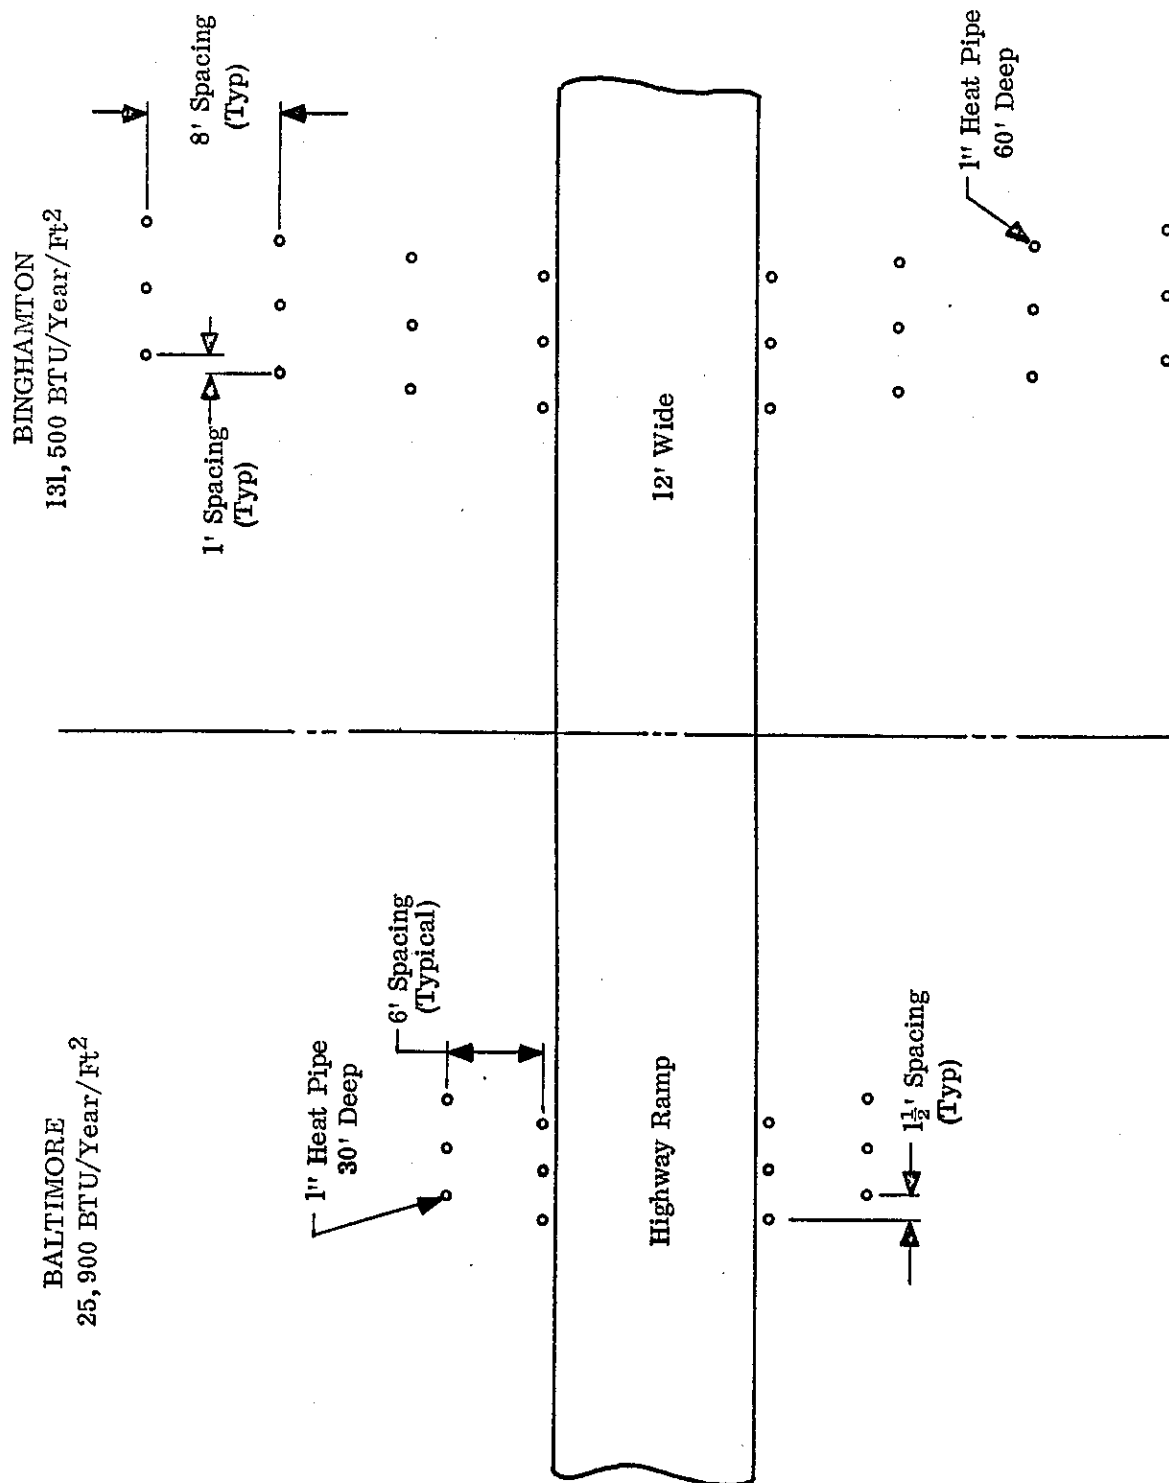 BALTIMORE
25,900 BTU/Year/Ft²
1" Heat Pipe
30' Deep
6' Spacing
(Typical)
Highway Ramp
1½' Spacing
(Typ)
BINGHAMTON
131,500 BTU/Year/Ft²
1' Spacing
(Typ)
8' Spacing
(Typ)
12' Wide
1" Heat Pipe
60' Deep